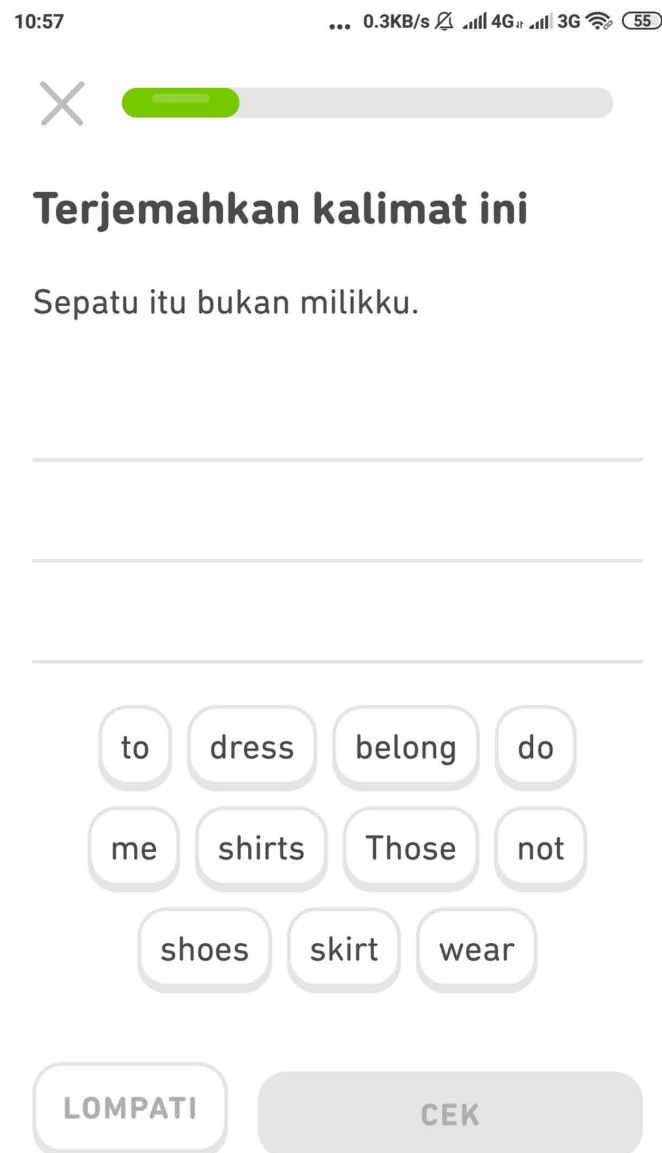 10:57 ... 0.3KB/s 4G 3G 55
Terjemahkan kalimat ini
Sepatu itu bukan milikku.
to dress belong do
me shirts Those not
shoes skirt wear
LOMPATI CEK